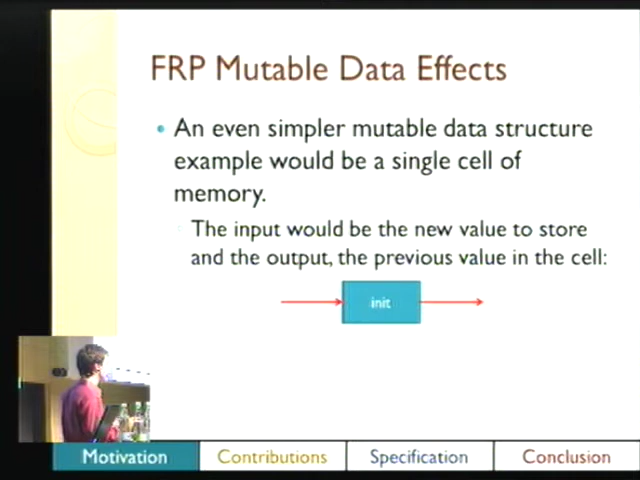 FRP Mutable Data Effects
An even simpler mutable data structure
example would be a single cell of
memory.
The input would be the new value to store
and the output, the previous value in the cell:
init
Motivation
Contributions
Specification
Conclusion